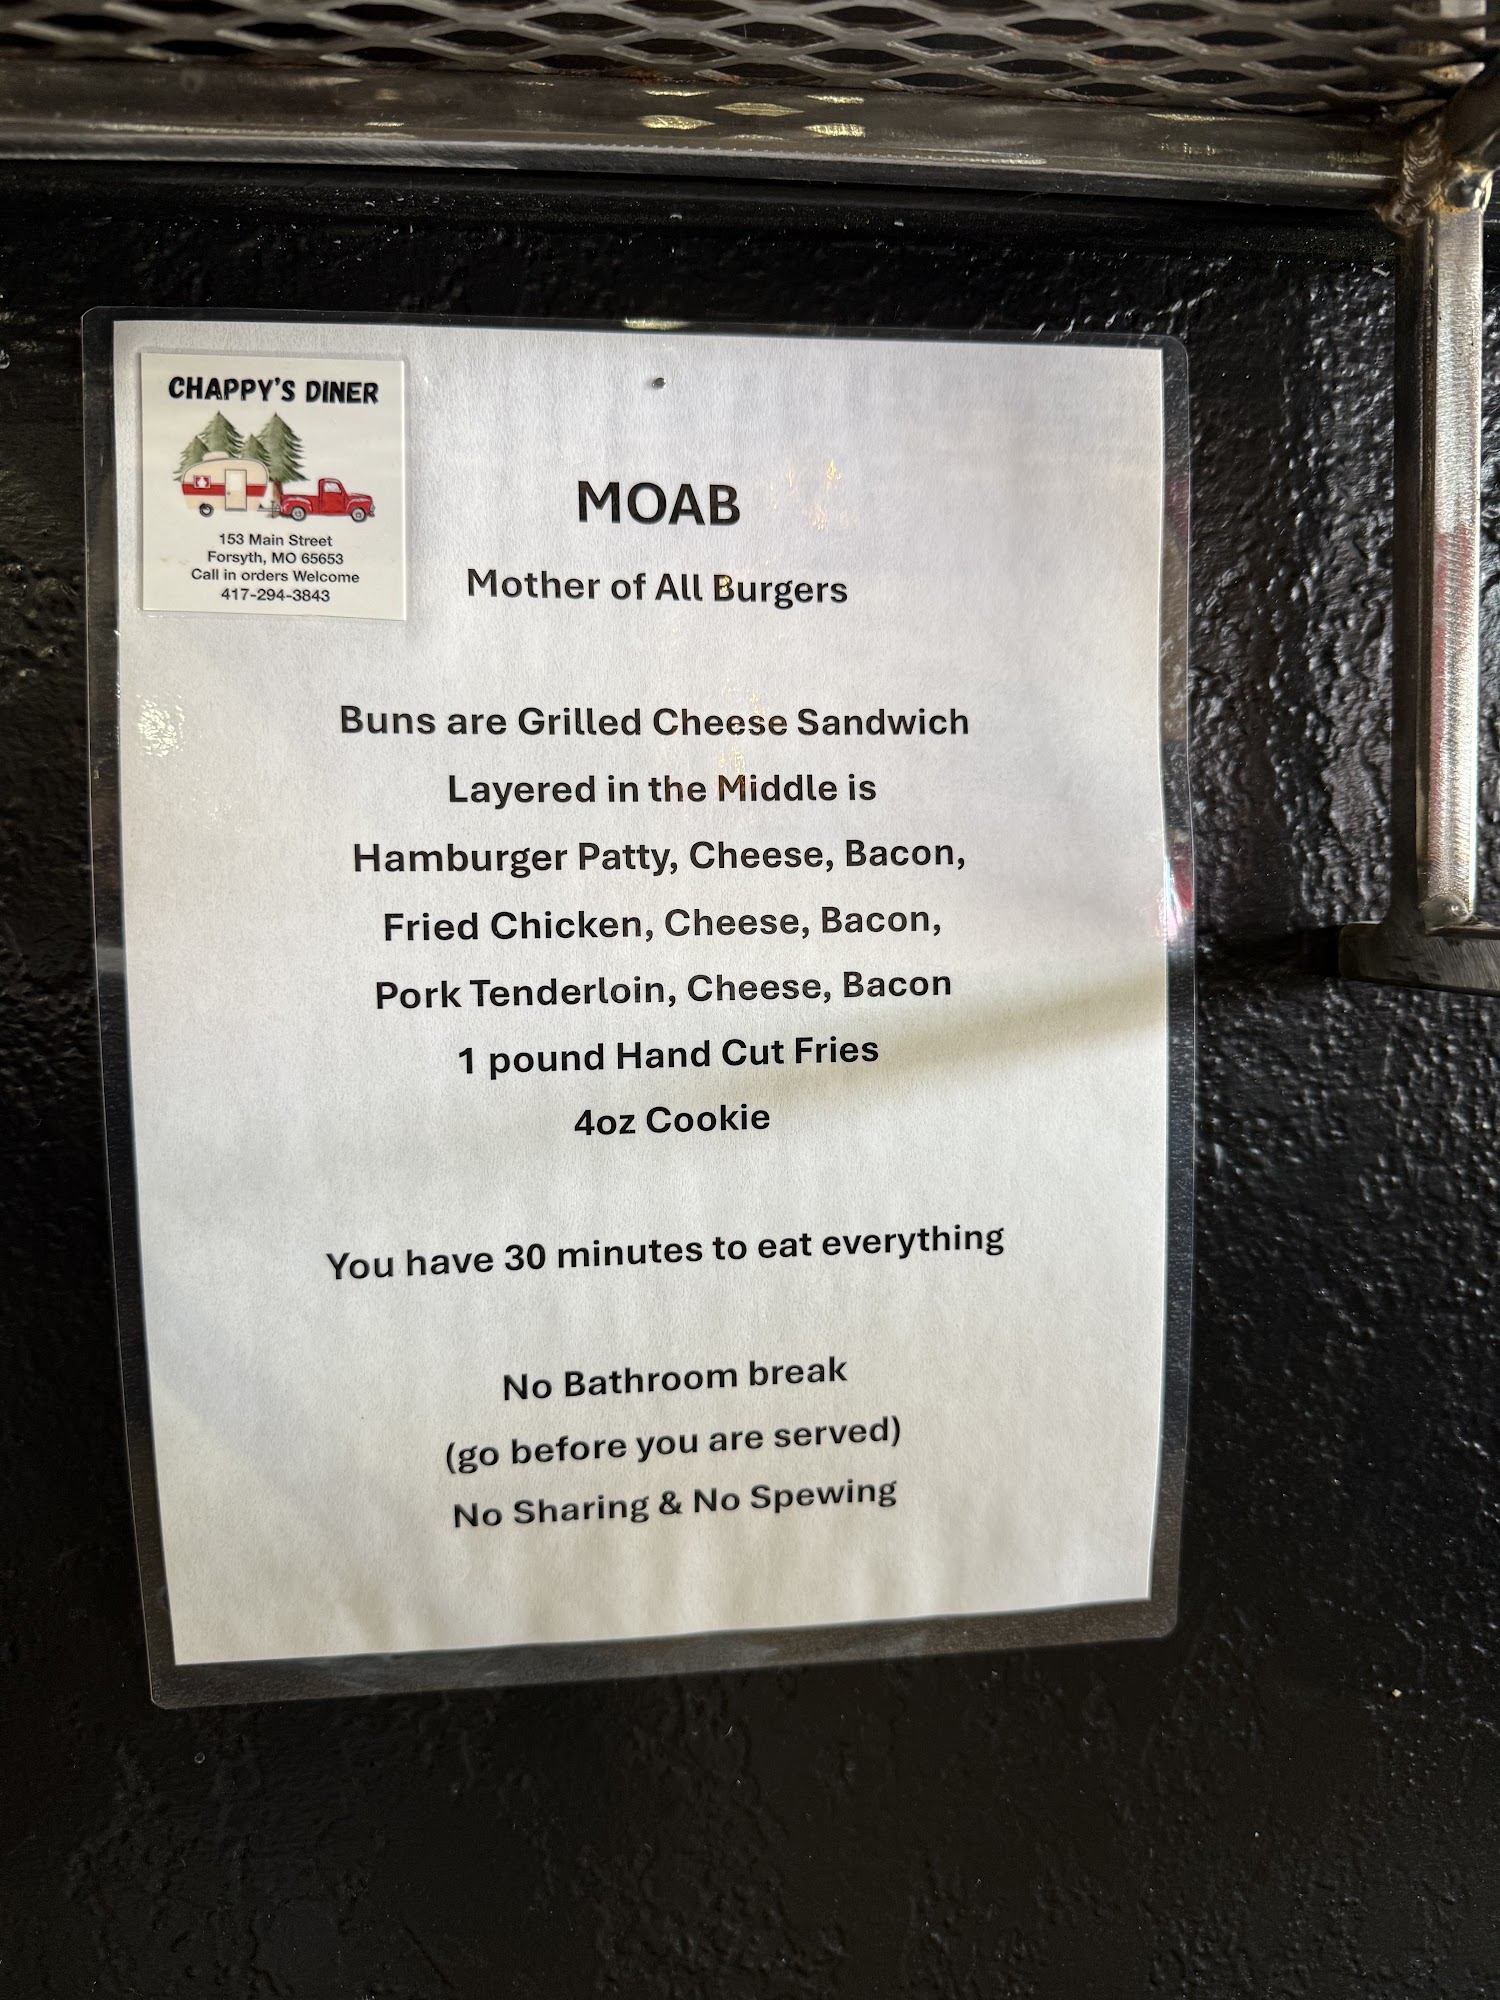 CHAPPY'S DINER
153 Main Street
Forsyth, MO 65653
Call in orders Welcome
417-294-3843
MOAB
Mother of All Burgers
Buns are Grilled Cheese Sandwich
Layered in the Middle is
Hamburger Patty, Cheese, Bacon,
Fried Chicken, Cheese, Bacon,
Pork Tenderloin, Cheese, Bacon
1 pound Hand Cut Fries
4oz Cookie
You have 30 minutes to eat everything
No Bathroom break
(go before you are served)
No Sharing & No Spewing